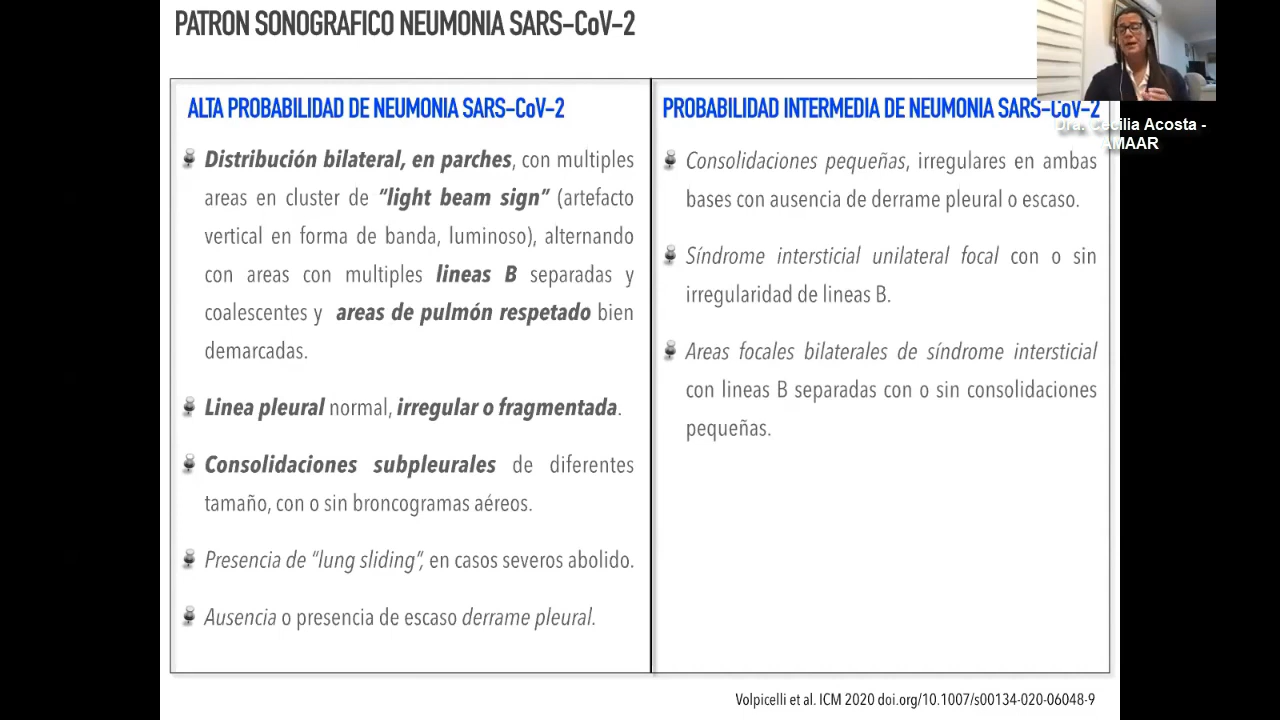 PATRON SONOGRAFICO NEUMONIA SARS-CoV-2
ALTA PROBABILIDAD DE NEUMONIA SARS-CoV-2
Distribución bilateral, en parches, con multiples
areas en cluster de “light beam sign” (artefacto
vertical en forma de banda, luminoso), alternando
con areas con multiples lineas B separadas y
coalescentes y areas de pulmón respetado bien
demarcadas.
Linea pleural normal, irregular o fragmentada.
Consolidaciones subpleurales de diferentes
tamaño, con o sin broncogramas aéreos.
Presencia de “lung sliding”, en casos severos abolido.
Ausencia o presencia de escaso derrame pleural.
PROBABILIDAD INTERMEDIA DE NEUMONIA SARS-CoV-2
Consolidaciones pequeñas, irregulares en ambas
bases con ausencia de derrame pleural o escaso.
Síndrome intersticial unilateral focal con o sin
irregularidad de lineas B.
Areas focales bilaterales de síndrome intersticial
con lineas B separadas con o sin consolidaciones
pequeñas.
Dra. Cecilia Acosta -
AMAAR
Volpicelli et al. ICM 2020 doi.org/10.1007/s00134-020-06048-9